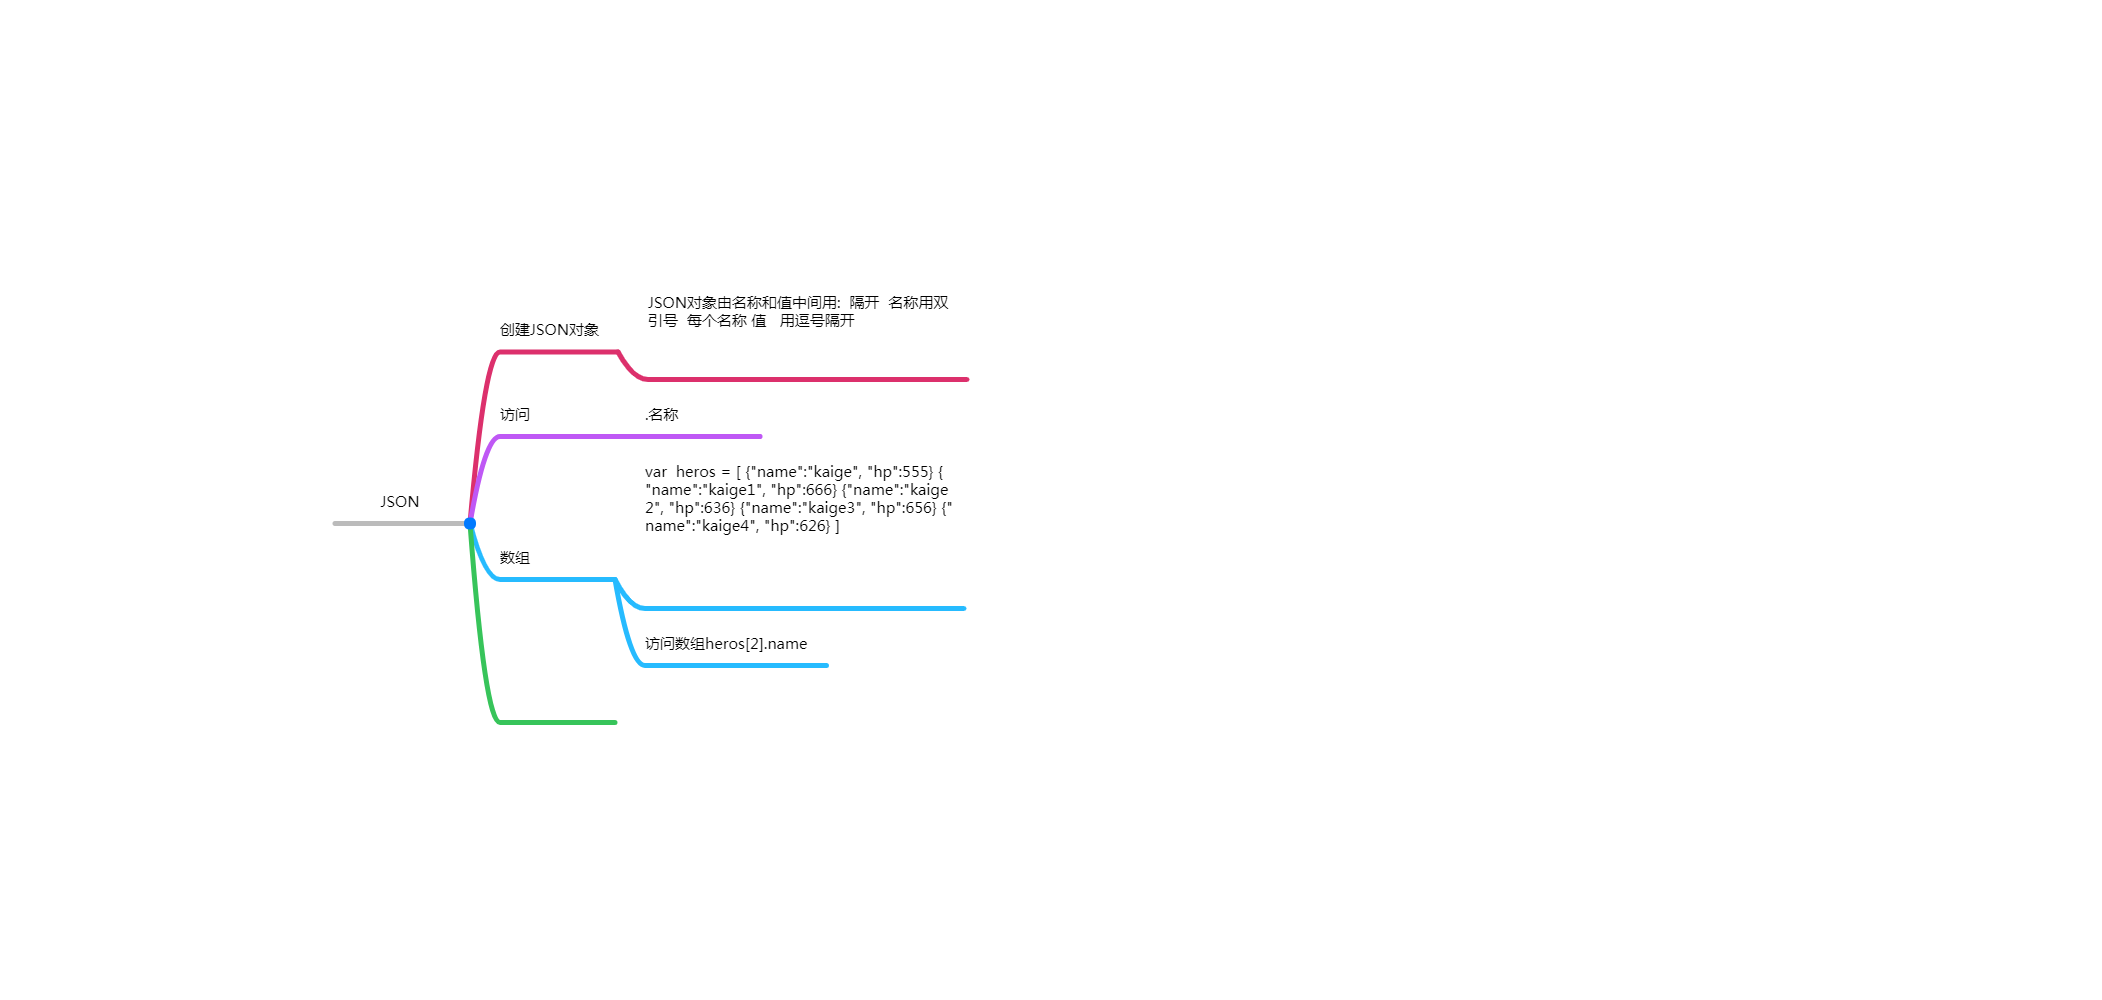 JSON对象由名称和值中间用:  隔开  名称用双
引号  每个名称 值   用逗号隔开
创建JSON对象
访问
.名称
var  heros = [ {"name":"kaige", "hp":555} {
"name":"kaige1", "hp":666} {"name":"kaige
2", "hp":636} {"name":"kaige3", "hp":656} {"
name":"kaige4", "hp":626} ]
JSON
数组
访问数组heros[2].name